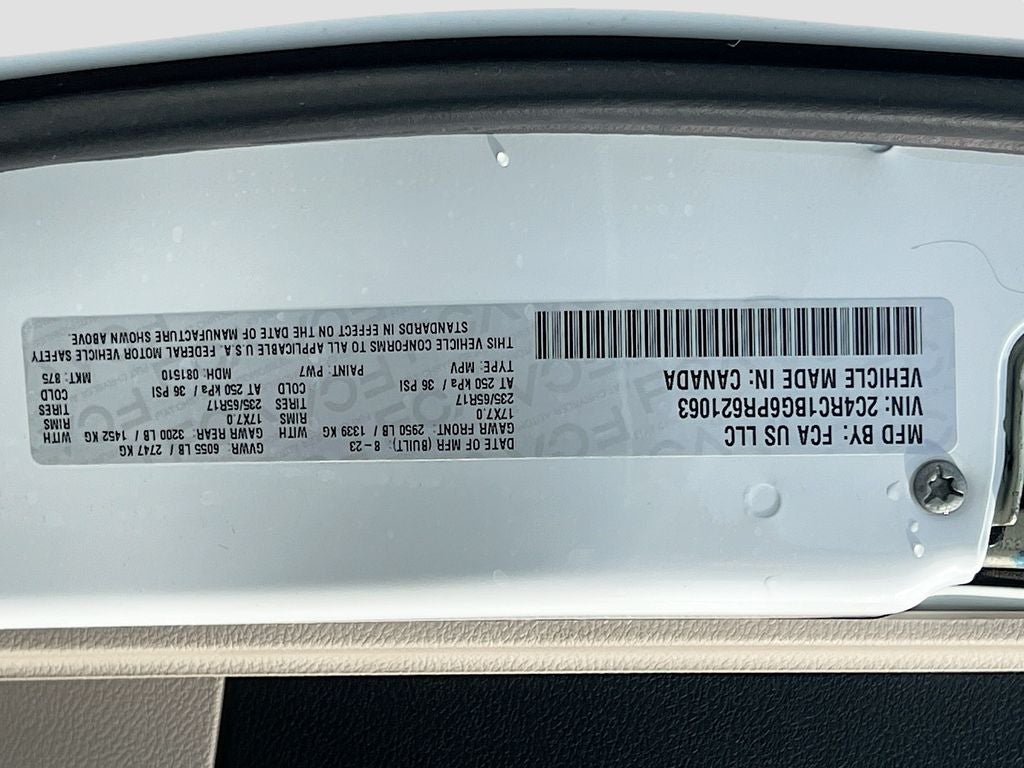 MFD BY: FCA US LLC
VIN: 2C4RC1BG6PR621063
VEHICLE MADE IN: CANADA
DATE OF MFR (BUILT): 8-23 GVWR: 6055 LB / 2747 KG
GAWR FRONT: 2950 LB / 1339 KG WITH GAWR REAR: 3200 LB / 1452 KG WITH
17X7.0 RIMS 17X7.0 RIMS
235/65R17 TIRES 235/65R17 TIRES
AT 250 kPa / 36 PSI COLD AT 250 kPa / 36 PSI COLD
TYPE: MPV PAINT: PW7 MDH: 081510 MKT: 875
THIS VEHICLE CONFORMS TO ALL APPLICABLE U.S.A. FEDERAL MOTOR VEHICLE SAFETY
STANDARDS IN EFFECT ON THE DATE OF MANUFACTURE SHOWN ABOVE.